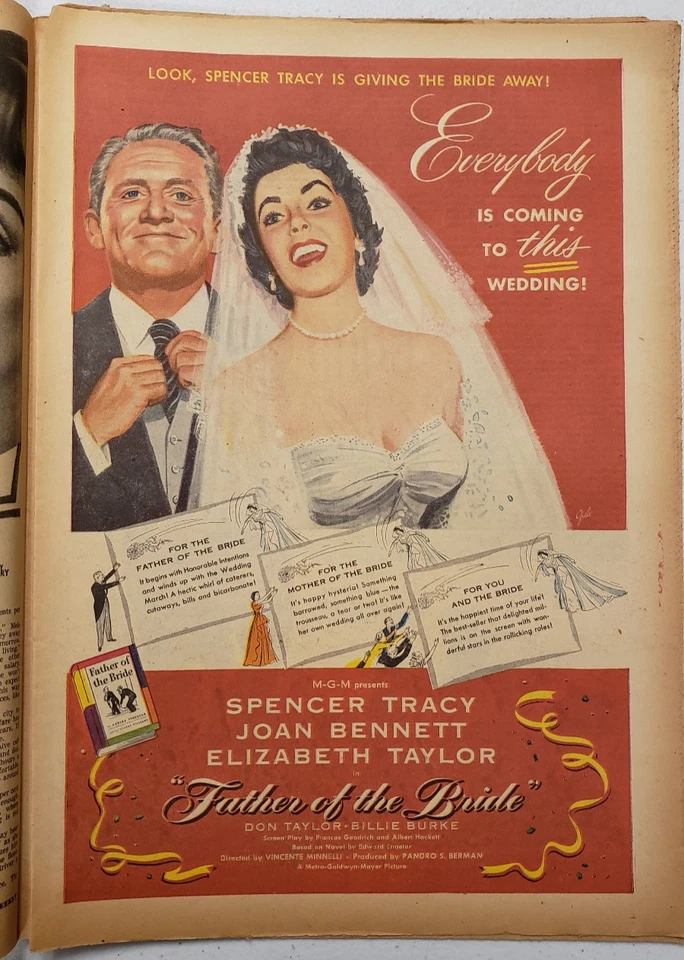 LOOK, SPENCER TRACY IS GIVING THE BRIDE AWAY!
Everybody
IS COMING
TO this
WEDDING!
FOR THE
FATHER OF THE BRIDE
It begins with Honorable Intentions
and winds up with the Wedding
March! A hectic whirl of caterers,
cutaways, bills and bicarbonate!
FOR THE
MOTHER OF THE BRIDE
It's happy hysteria! Something
borrowed, something blue—the
trousseau, a tear or two! It's like
her own wedding all over again!
FOR YOU
AND THE BRIDE
It's the happiest time of your life!
The best-seller that delighted mil-
lions is on the screen with won-
derful stars in the rollicking roles!
Father of
the Bride
M-G-M presents
SPENCER TRACY
JOAN BENNETT
ELIZABETH TAYLOR
in
"Father of the Bride"
DON TAYLOR · BILLIE BURKE
Screen Play by Frances Goodrich and Albert Hackett
Based on Novel by Edward Streeter
Directed by VINCENTE MINNELLI · Produced by PANDRO S. BERMAN
A Metro-Goldwyn-Mayer Picture